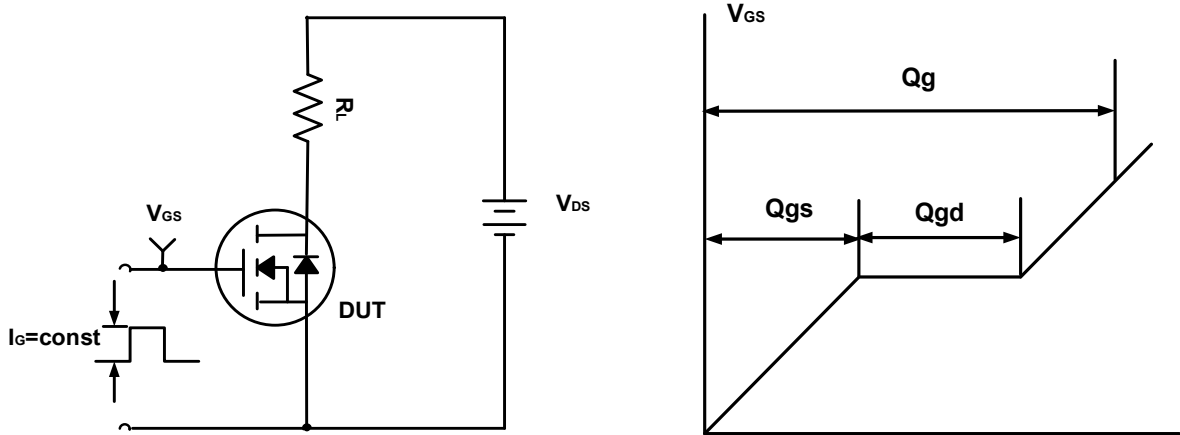 RL
VDS
VGS
DUT
IG=const
VGS
Qg
Qgs
Qgd